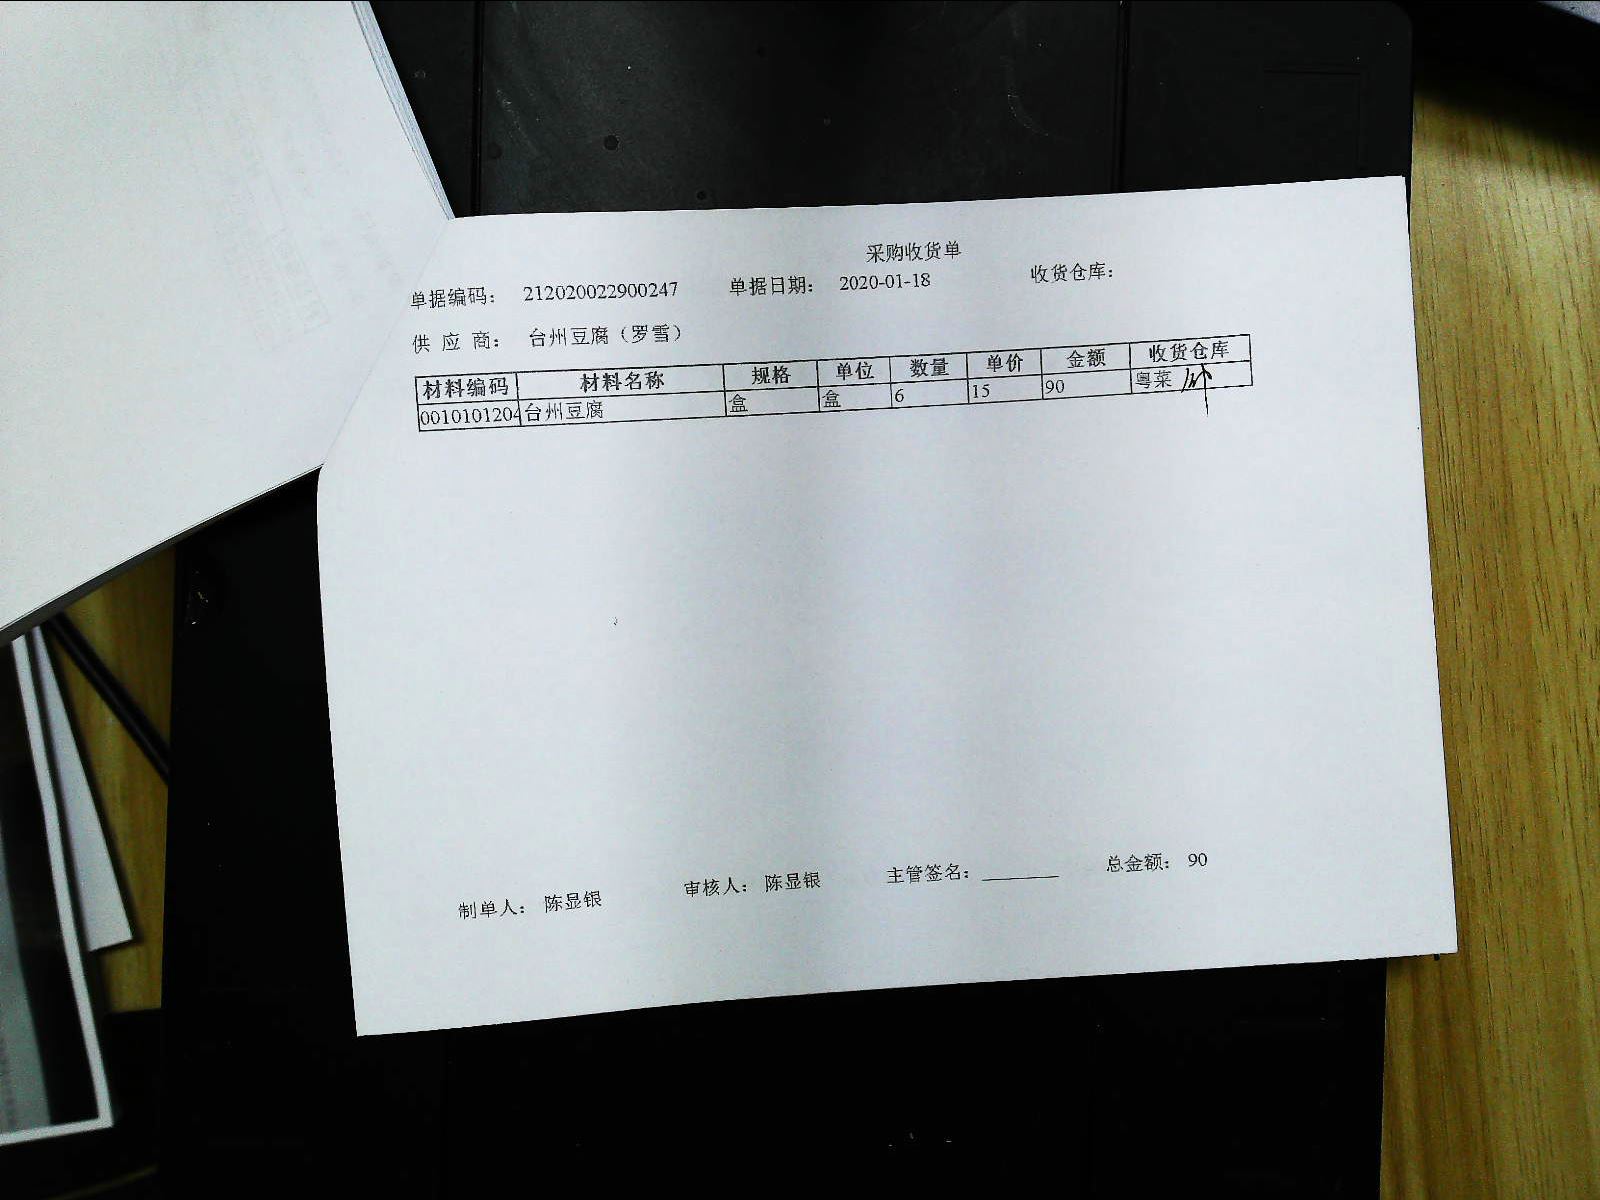 采购收货单
单据编码： 212020022900247 单据日期： 2020-01-18 收货仓库：
供 应 商： 台州豆腐（罗雪）
材料编码 材料名称 规格 单位 数量 单价 金额 收货仓库
0010101204 台州豆腐 盒 盒 6 15 90 粤菜
制单人： 陈显银 审核人： 陈显银 主管签名： 总金额： 90